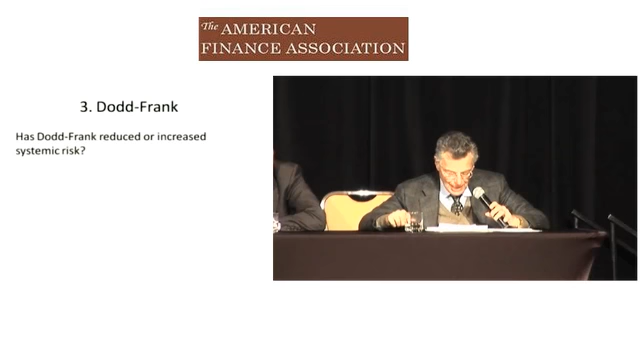 The AMERICAN
FINANCE ASSOCIATION
3. Dodd-Frank
Has Dodd-Frank reduced or increased
systemic risk?